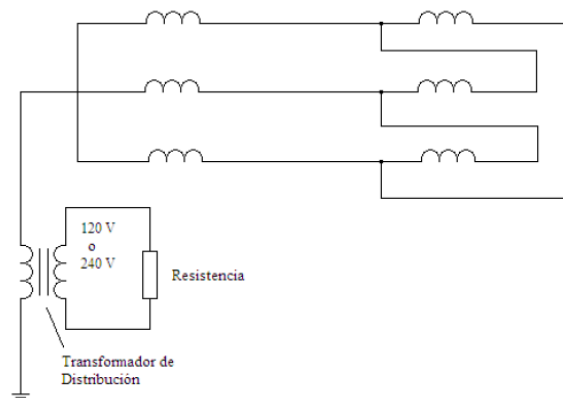 120 V
o
240 V
Resistencia
Transformador de
Distribución